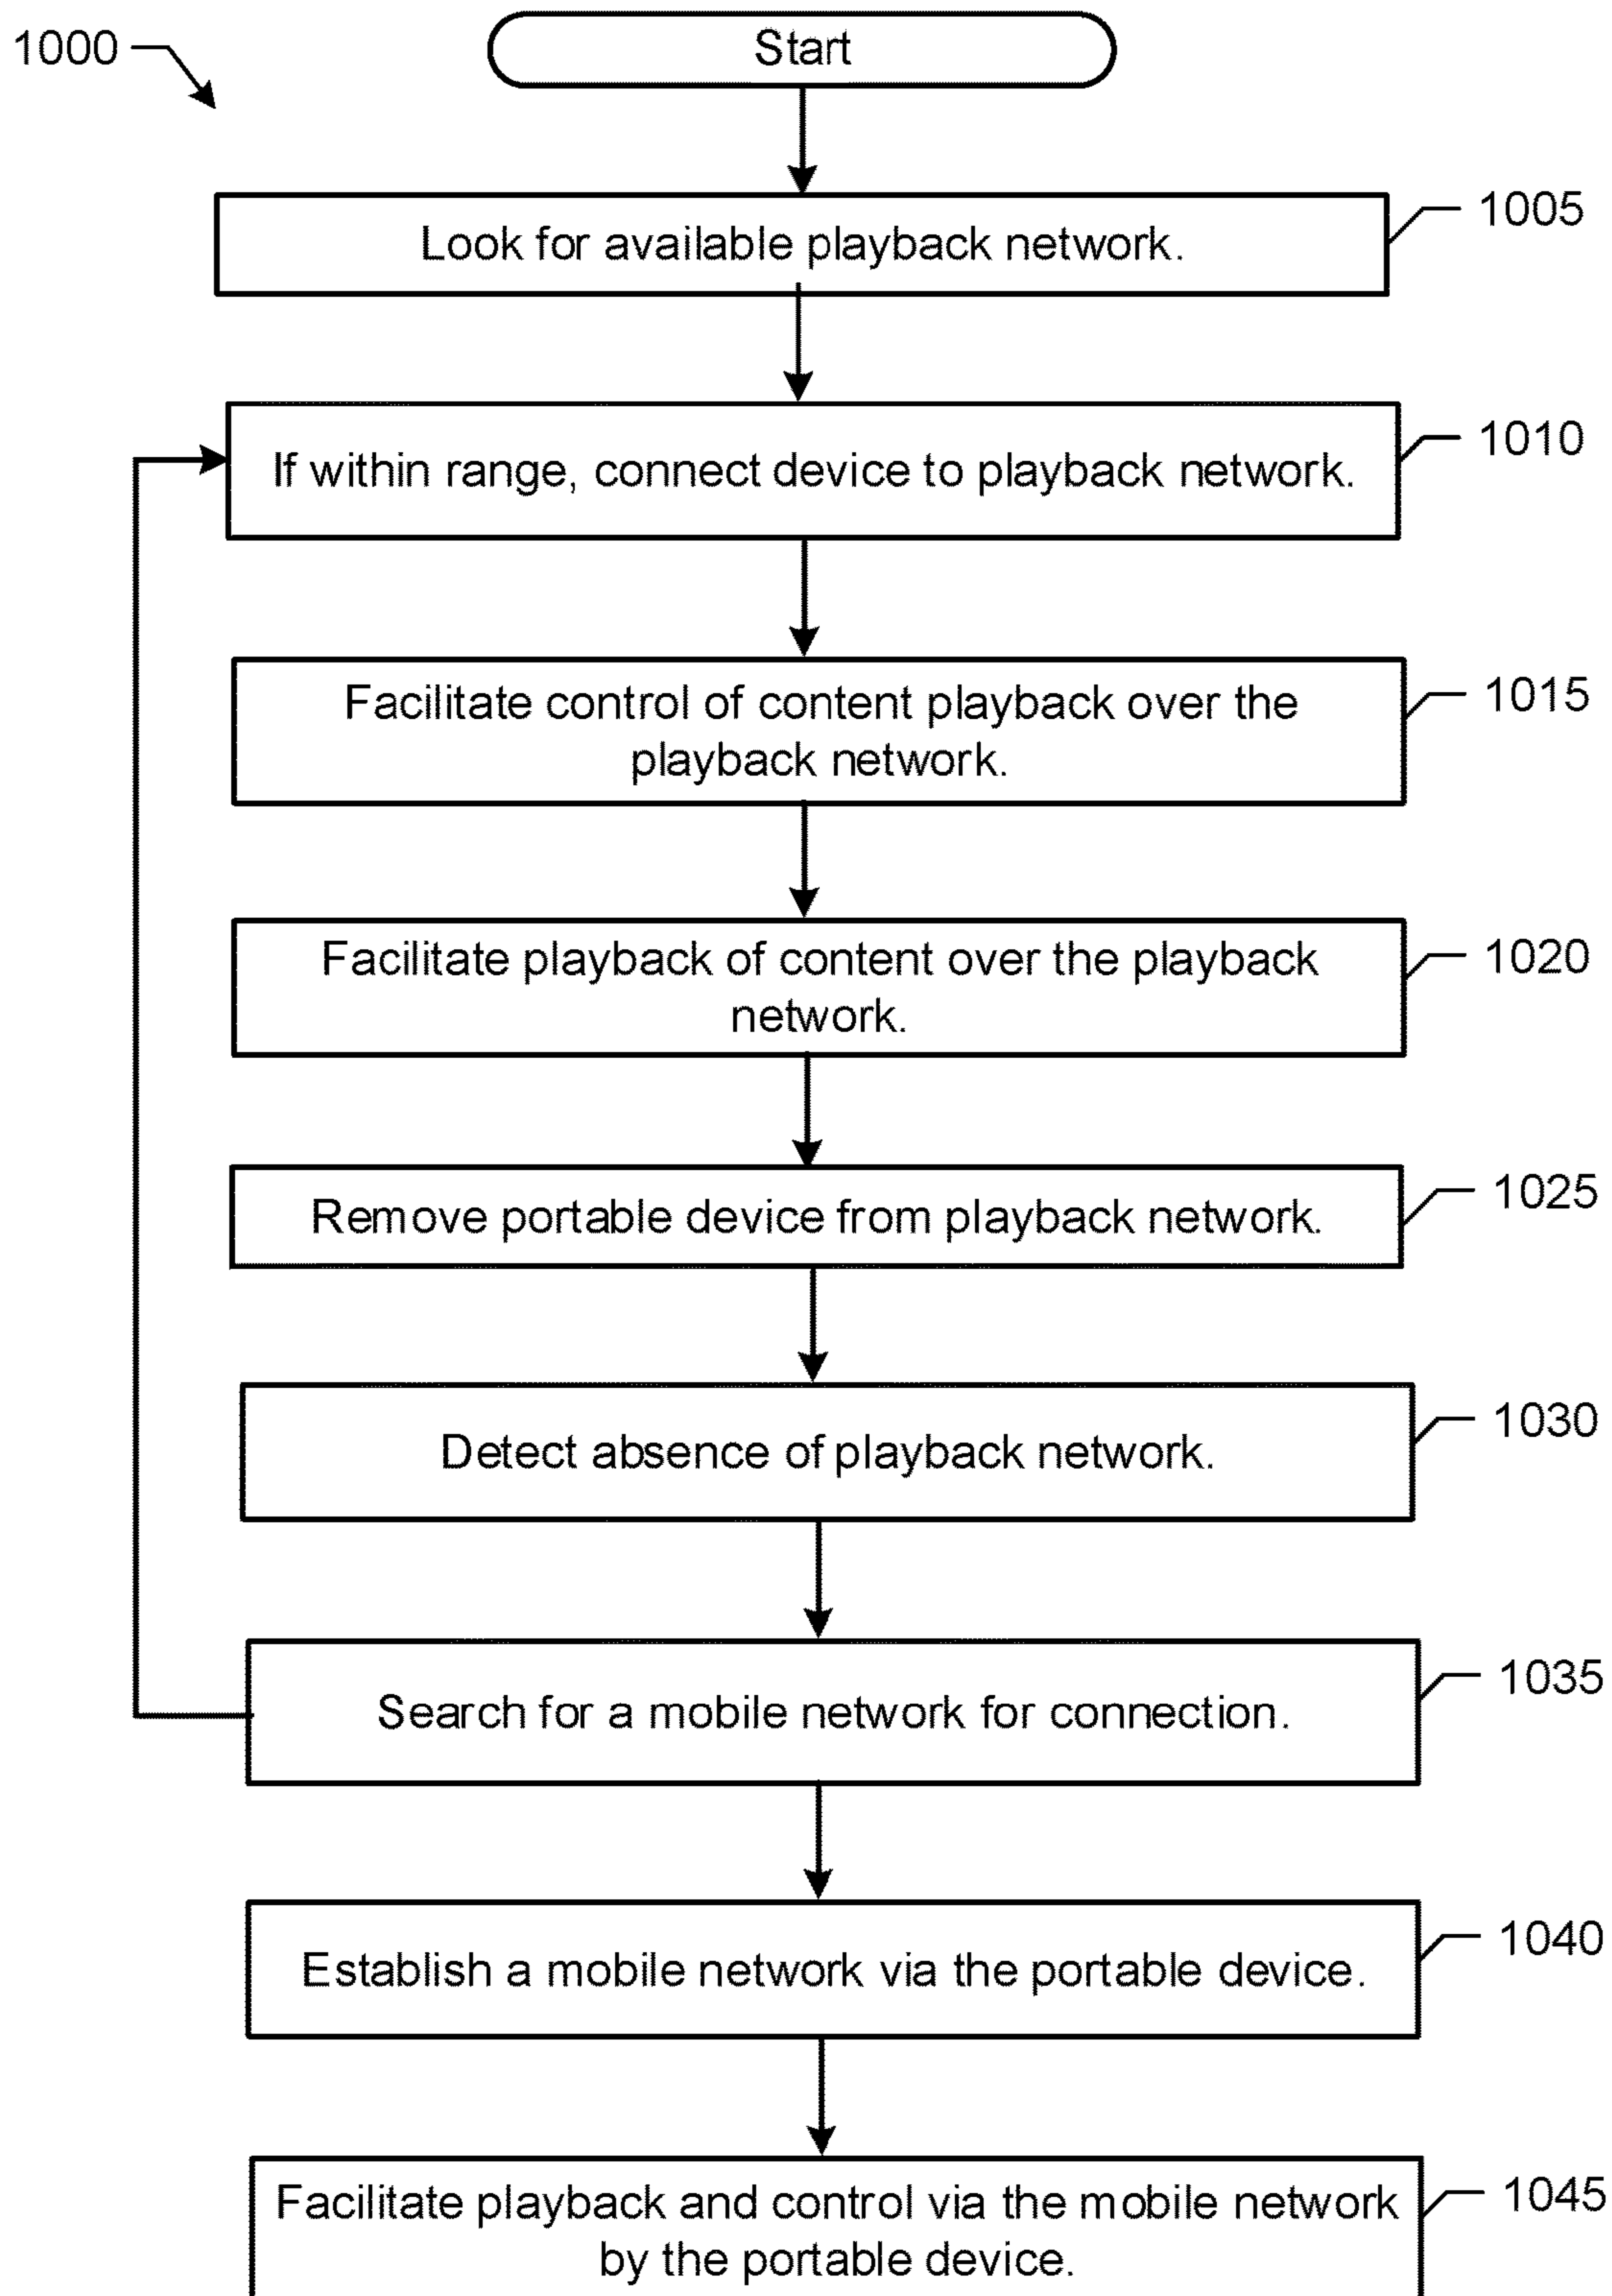 1000
Start
Look for available playback network.
1005
If within range, connect device to playback network.
1010
Facilitate control of content playback over the
playback network.
1015
Facilitate playback of content over the playback
network.
1020
Remove portable device from playback network.
1025
Detect absence of playback network.
1030
Search for a mobile network for connection.
1035
Establish a mobile network via the portable device.
1040
Facilitate playback and control via the mobile network
by the portable device.
1045